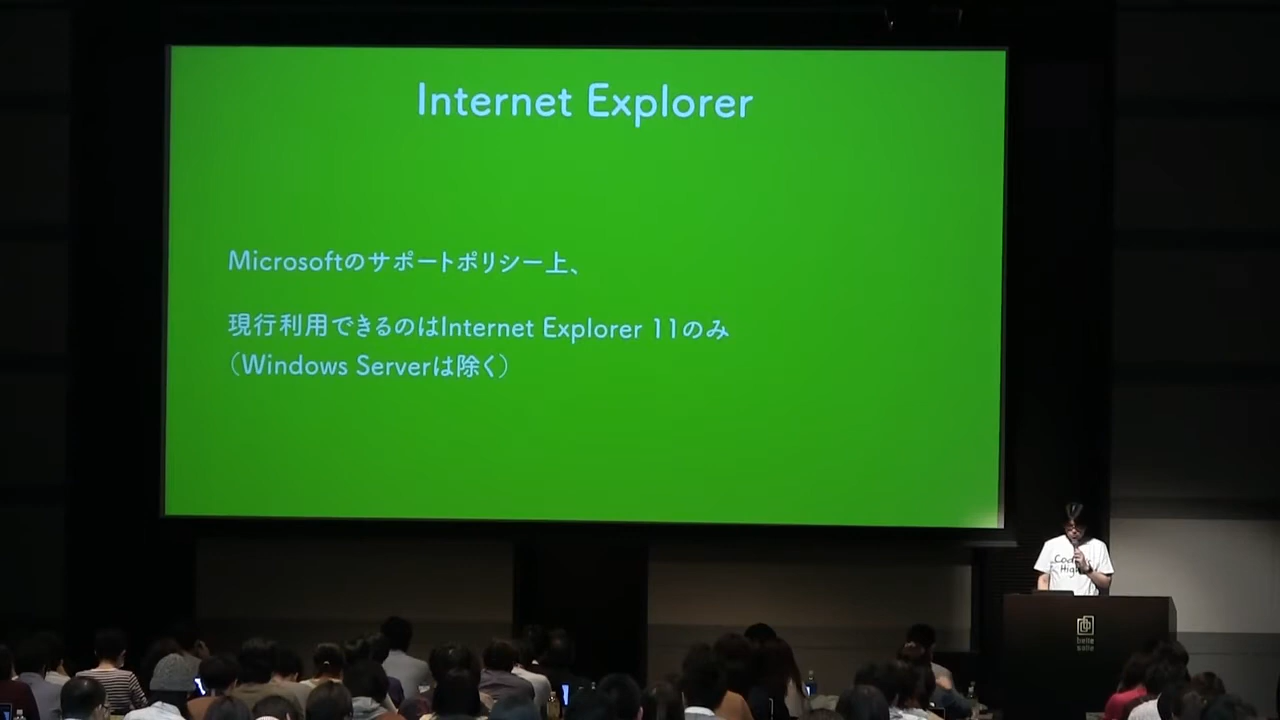 Internet Explorer
Microsoftのサポートポリシー上、
現行利用できるのはInternet Explorer 11のみ
（Windows Serverは除く）
belle
salle